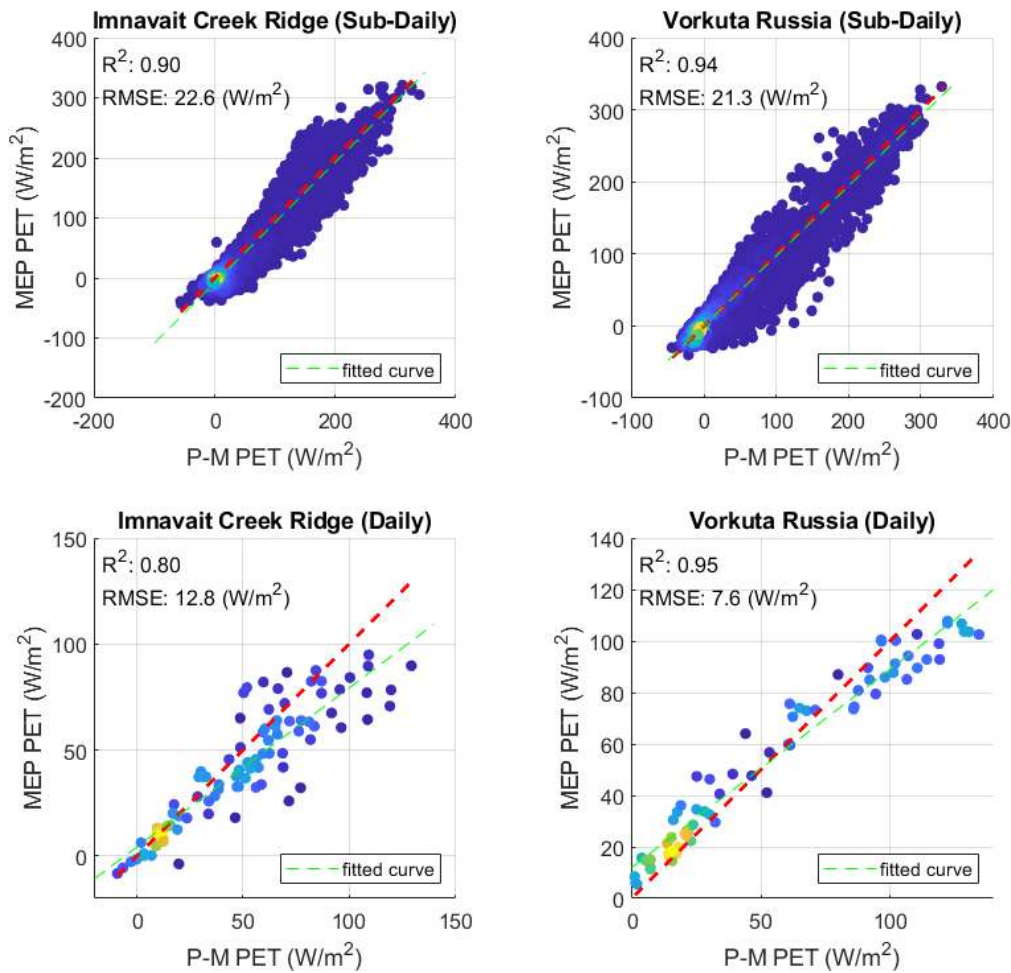 Imnavait Creek Ridge (Sub-Daily)
400
300
200
100
0
-100
-200
MEP PET (W/m²)
R²: 0.90
RMSE: 22.6 (W/m²)
fitted curve
-200
0
200
400
P-M PET (W/m²)
Vorkuta Russia (Sub-Daily)
400
300
200
100
0
-100
MEP PET (W/m²)
R²: 0.94
RMSE: 21.3 (W/m²)
fitted curve
-100
0
100
200
300
400
P-M PET (W/m²)
Imnavait Creek Ridge (Daily)
150
100
50
0
MEP PET (W/m²)
R²: 0.80
RMSE: 12.8 (W/m²)
fitted curve
0
50
100
150
P-M PET (W/m²)
Vorkuta Russia (Daily)
140
120
100
80
60
40
20
0
MEP PET (W/m²)
R²: 0.95
RMSE: 7.6 (W/m²)
fitted curve
0
50
100
P-M PET (W/m²)